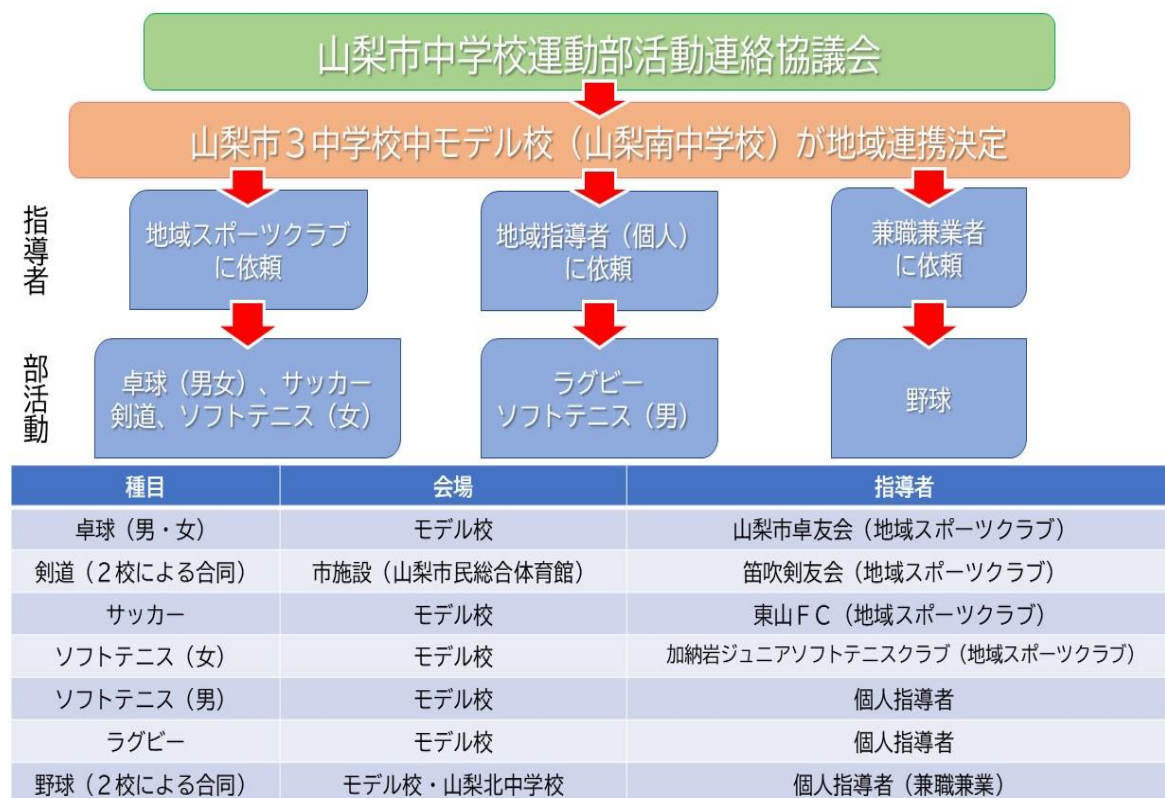 山梨市中学校運動部活動連絡協議会
山梨市３中学校中モデル校（山梨南中学校）が地域連携決定
指導者
地域スポーツクラブ
に依頼
地域指導者（個人）
に依頼
兼職兼業者
に依頼
部活動
卓球（男女）、サッカー
剣道、ソフトテニス（女）
ラグビー
ソフトテニス（男）
野球
種目 会場 指導者
卓球（男・女） モデル校 山梨市卓友会（地域スポーツクラブ）
剣道（２校による合同） 市施設（山梨市民総合体育館） 笛吹剣友会（地域スポーツクラブ）
サッカー モデル校 東山ＦＣ（地域スポーツクラブ）
ソフトテニス（女） モデル校 加納岩ジュニアソフトテニスクラブ（地域スポーツクラブ）
ソフトテニス（男） モデル校 個人指導者
ラグビー モデル校 個人指導者
野球（２校による合同） モデル校・山梨北中学校 個人指導者（兼職兼業）